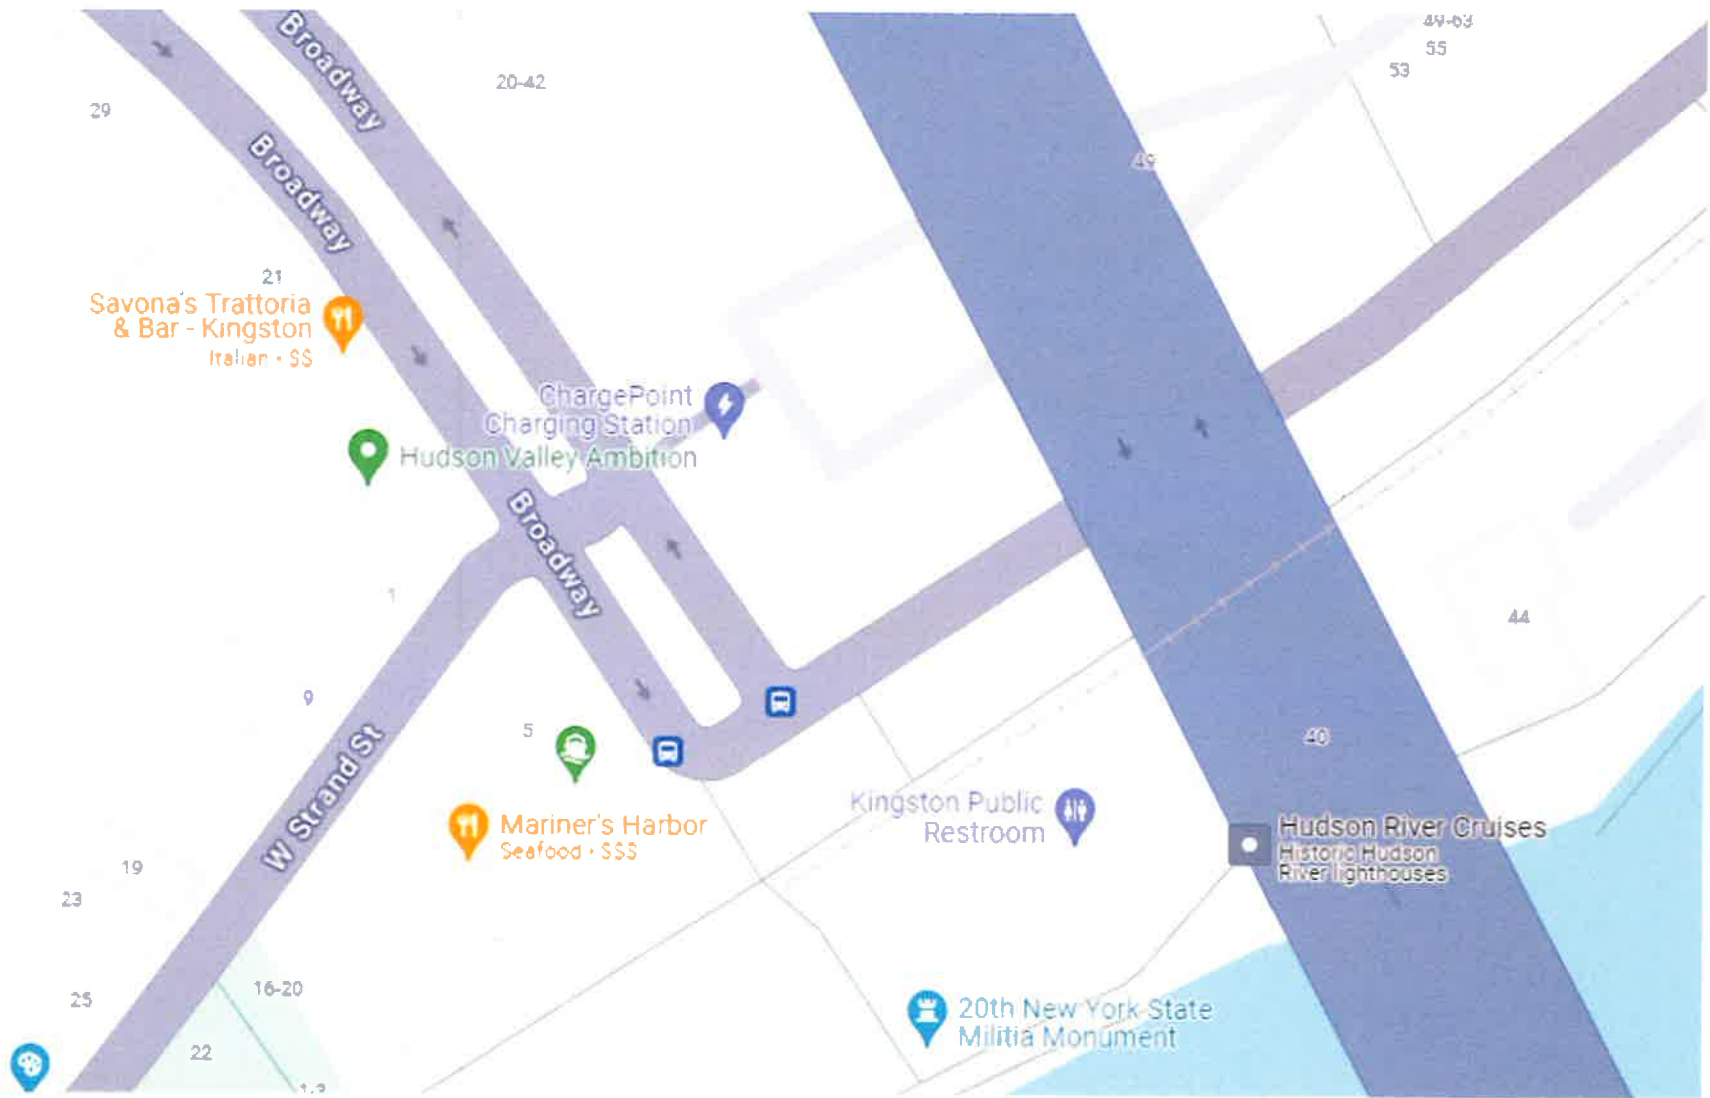 49-63
55
53
Broadway
20-42
29
Broadway
49
21
Savona's Trattoria
& Bar - Kingston
Italian · $$
ChargePoint
Charging Station
Hudson Valley Ambition
Broadway
1
44
9
5
40
W Strand St
Kingston Public
Restroom
Mariner's Harbor
Seafood · $$$
Hudson River Cruises
Historic Hudson
River lighthouses
19
23
16-20
25
20th New York State
Militia Monument
22